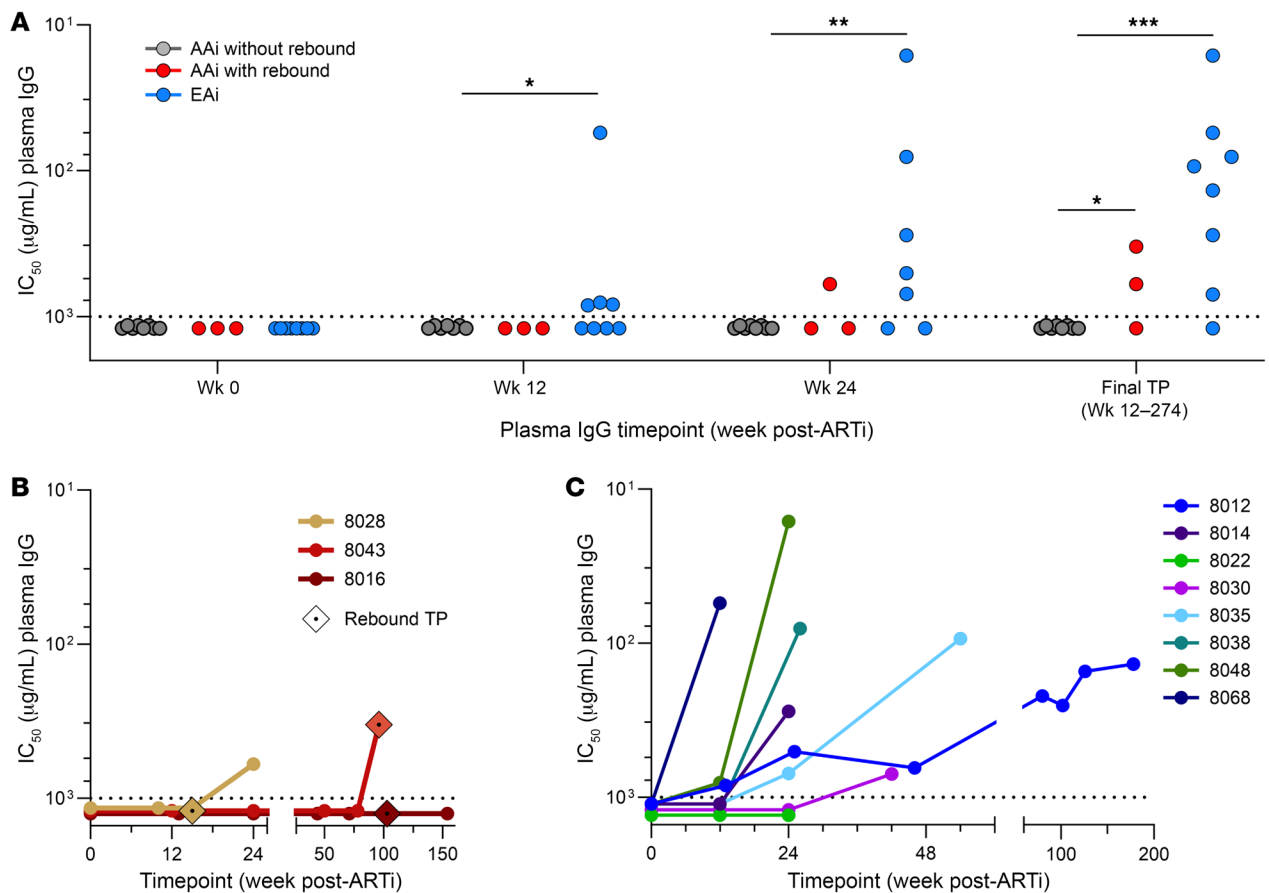 A
10¹
10²
10³
IC₅₀ (µg/mL) plasma IgG
AAi without rebound
AAi with rebound
EAi
*
**
***
*
Wk 0
Wk 12
Wk 24
Final TP
(Wk 12–274)
Plasma IgG timepoint (week post-ARTi)
B
10¹
10²
10³
IC₅₀ (µg/mL) plasma IgG
8028
8043
8016
Rebound TP
0 12 24 50 100 150
Timepoint (week post-ARTi)
C
10¹
10²
10³
IC₅₀ (µg/mL) plasma IgG
8012
8014
8022
8030
8035
8038
8048
8068
0 24 48 100 200
Timepoint (week post-ARTi)